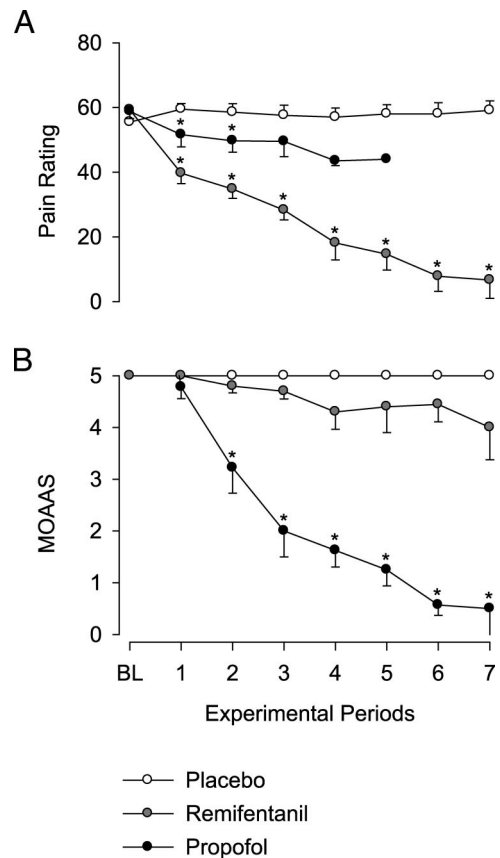 A
80
60
40
20
0
Pain Rating
* * * * * * * * *
B
5
4
3
2
1
0
MOAAS
* * * * * *
BL 1 2 3 4 5 6 7
Experimental Periods
Placebo
Remifentanil
Propofol